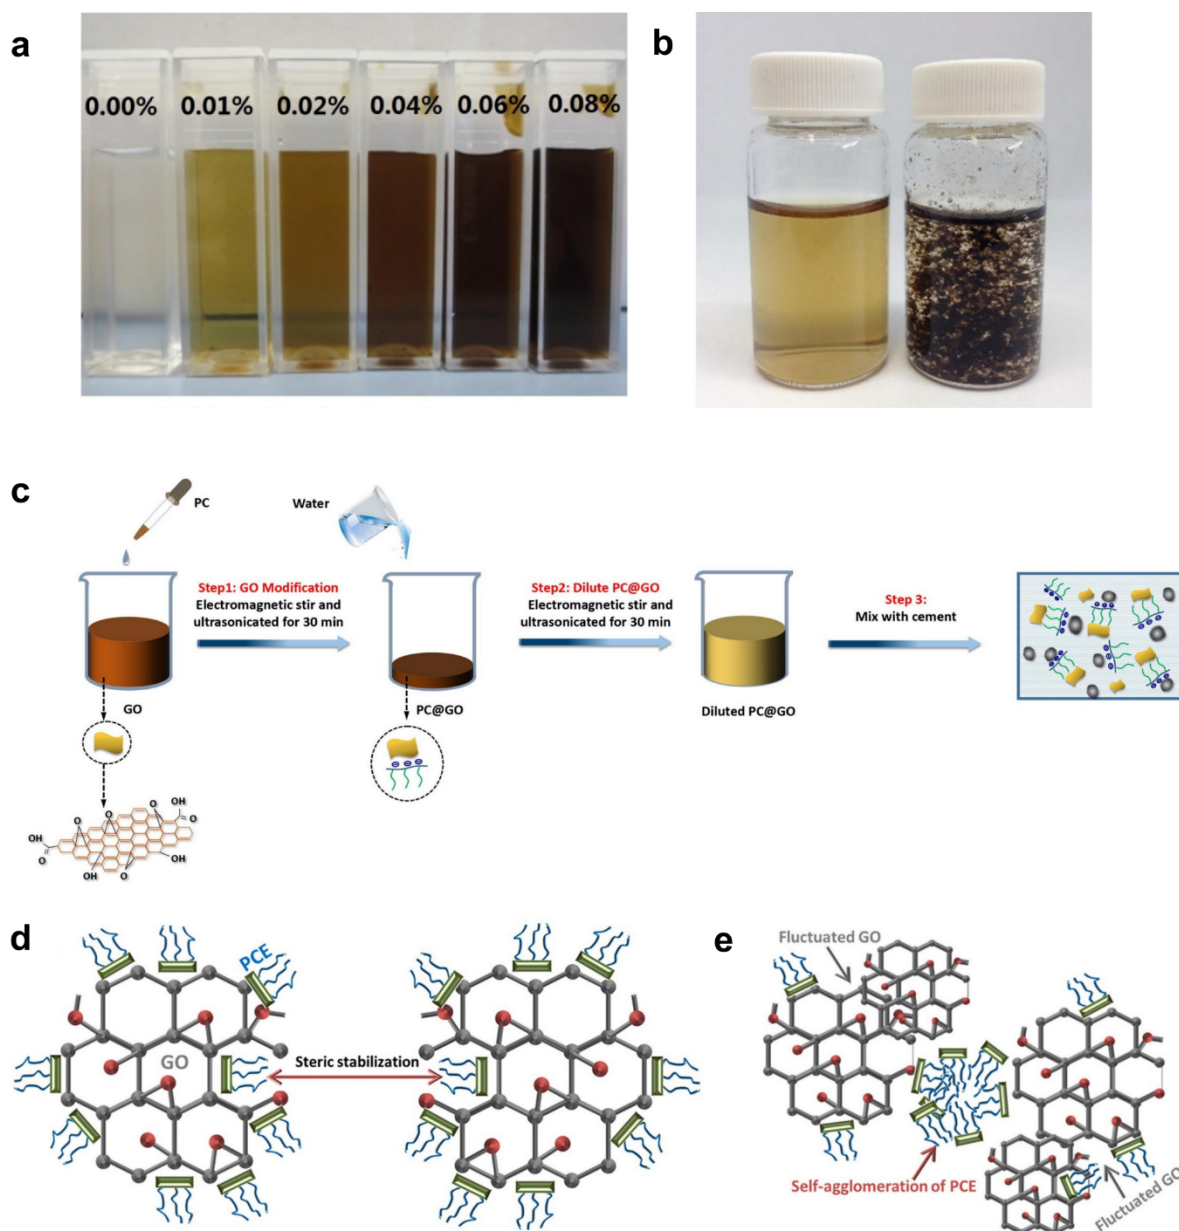 a
0.00% 0.01% 0.02% 0.04% 0.06% 0.08%
b
c
PC
Water
Step1: GO Modification
Electromagnetic stir and
ultrasonicated for 30 min
Step2: Dilute PC@GO
Electromagnetic stir and
ultrasonicated for 30 min
Step 3:
Mix with cement
GO
PC@GO
Diluted PC@GO
O
O
O
OH
O
OH
O
OH
O
OH
d
PCE
GO
Steric stabilization
e
Fluctuated GO
Self-agglomeration of PCE
Fluctuated GO